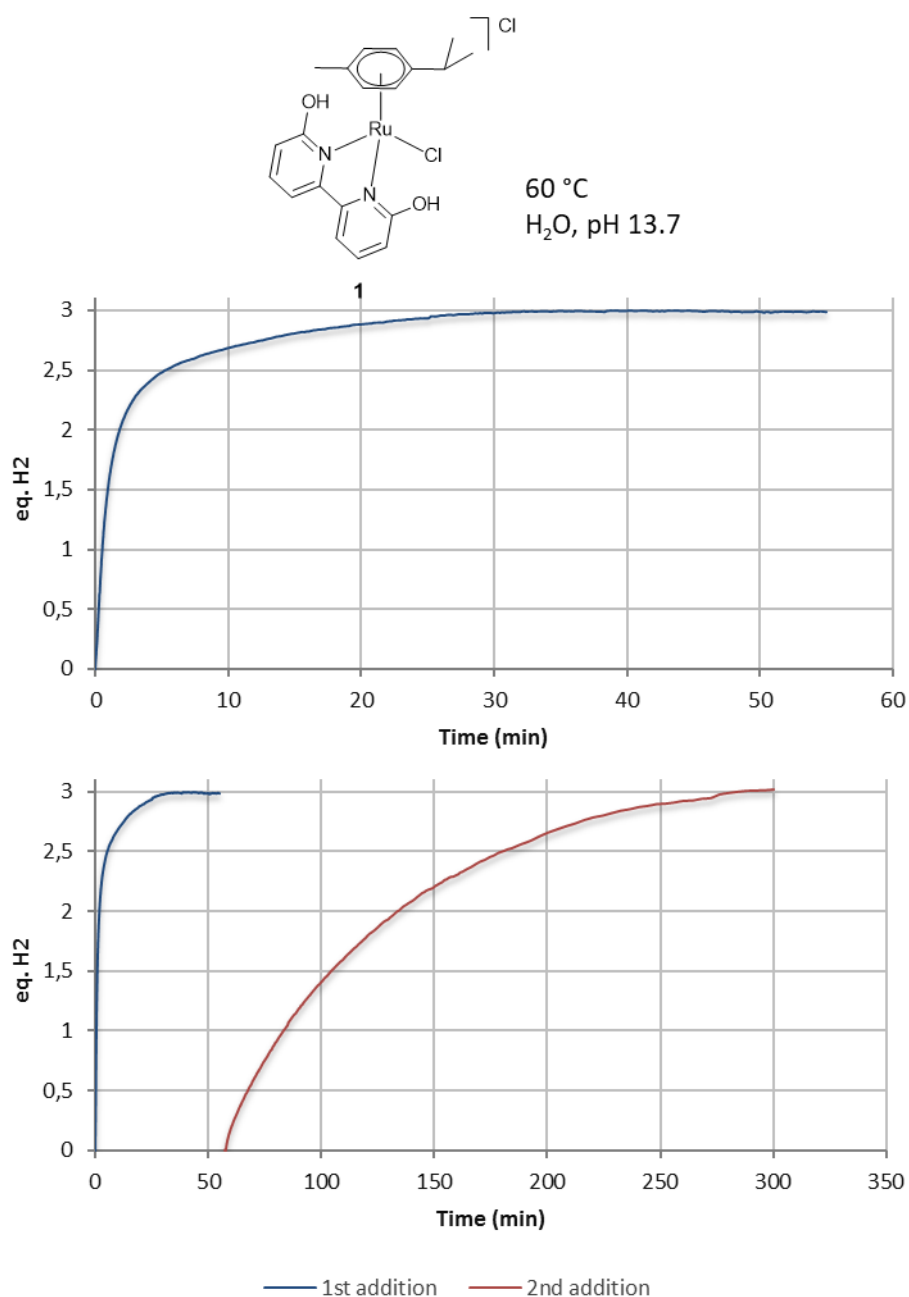 Cl
OH
Ru
N
Cl
N
OH
60 °C
H₂O, pH 13.7
1
3
2,5
2
1,5
1
0,5
0
eq. H2
0 10 20 30 40 50 60
Time (min)
3
2,5
2
1,5
1
0,5
0
eq. H2
0 50 100 150 200 250 300 350
Time (min)
1st addition 2nd addition